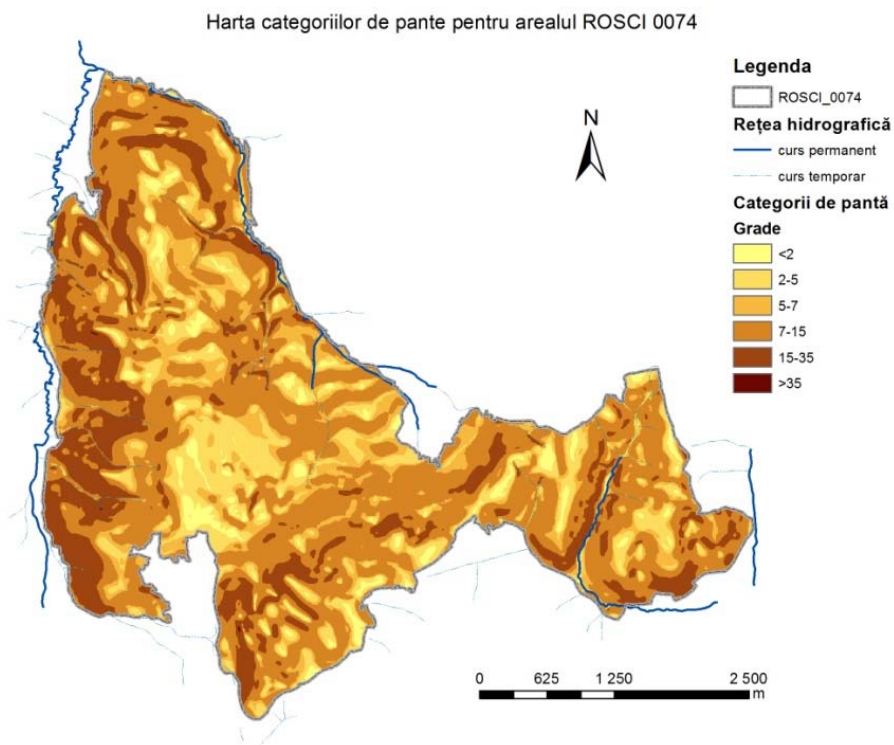 Harta categoriilor de pante pentru arealul ROSCI 0074
N
Legenda
ROSCI_0074
Rețea hidrografică
curs permanent
curs temporar
Categorii de pantă
Grade
<2
2-5
5-7
7-15
15-35
>35
0 625 1 250 2 500
m